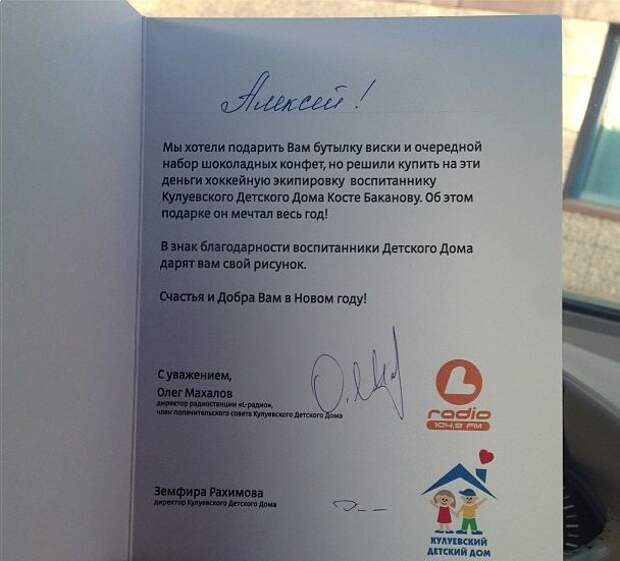 Алексей!
Мы хотели подарить Вам бутылку виски и очередной
набор шоколадных конфет, но решили купить на эти
деньги хоккейную экипировку воспитаннику
Кулуевского Детского Дома Косте Баканову. Об этом
подарке он мечтал весь год!
В знак благодарности воспитанники Детского Дома
дарят вам свой рисунок.
Счастья и Добра Вам в Новом году!
С уважением,
Олег Махалов
директор радиостанции «L-радио»,
член попечительского совета Кулуевского Детского Дома
L
radio
104,9 FM
Земфира Рахимова
директор Кулуевского Детского Дома
КУЛУЕВСКИЙ
ДЕТСКИЙ ДОМ